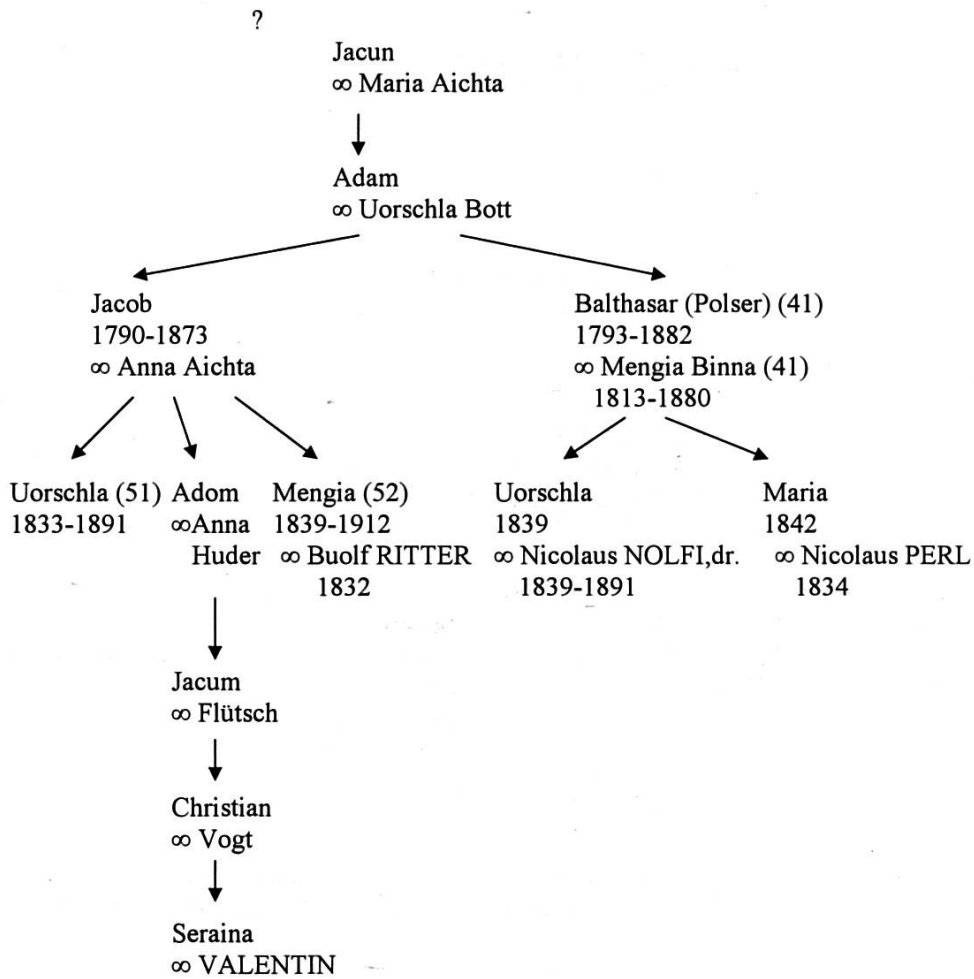 ?
Jacun
∞ Maria Aichta
Adam
∞ Uorschla Bott
Jacob
1790-1873
∞ Anna Aichta
Balthasar (Polser) (41)
1793-1882
∞ Mengia Binna (41)
1813-1880
Uorschla (51)
1833-1891
Adom
∞Anna
Huder
Mengia (52)
1839-1912
∞ Buolf RITTER
1832
Uorschla
1839
∞ Nicolaus NOLFI,dr.
1839-1891
Maria
1842
∞ Nicolaus PERL
1834
Jacum
∞ Flütsch
Christian
∞ Vogt
Seraina
∞ VALENTIN